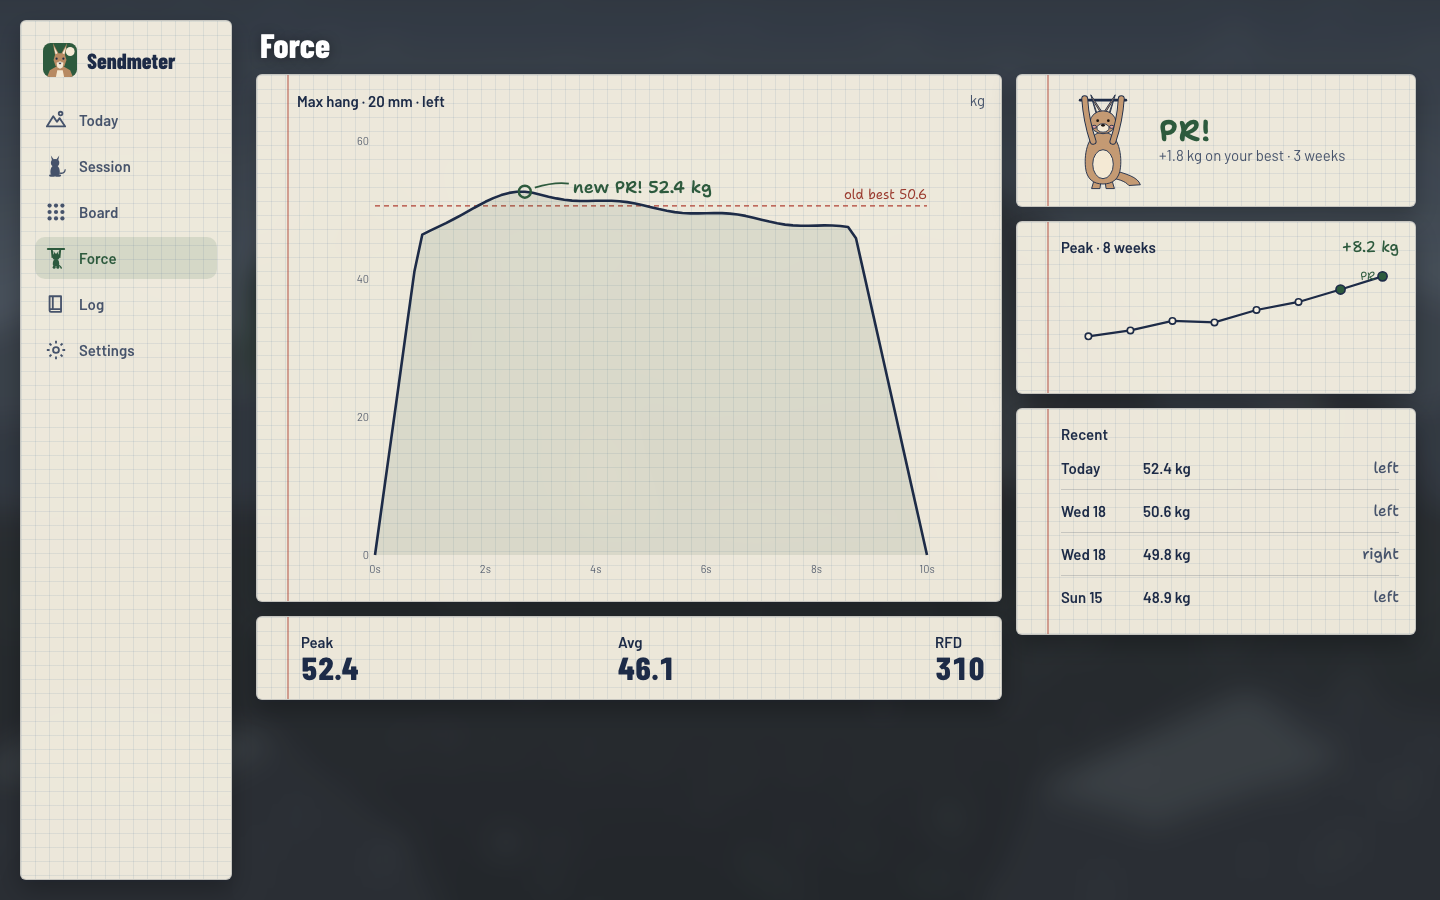 Sendmeter
Today
Session
Board
Force
Log
Settings
Force
Max hang · 20 mm · left
kg
60
40
20
0
new PR! 52.4 kg
old best 50.6
0s
2s
4s
6s
8s
10s
Peak
52.4
Avg
46.1
RFD
310
PR!
+1.8 kg on your best · 3 weeks
Peak · 8 weeks
+8.2 kg
PR
Recent
Today 52.4 kg left
Wed 18 50.6 kg left
Wed 18 49.8 kg right
Sun 15 48.9 kg left